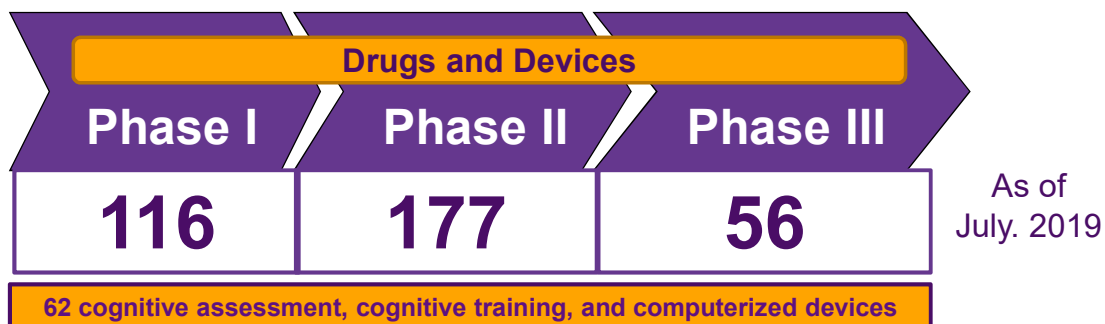 Drugs and Devices
Phase I Phase II Phase III
116 177 56
As of
July. 2019
62 cognitive assessment, cognitive training, and computerized devices